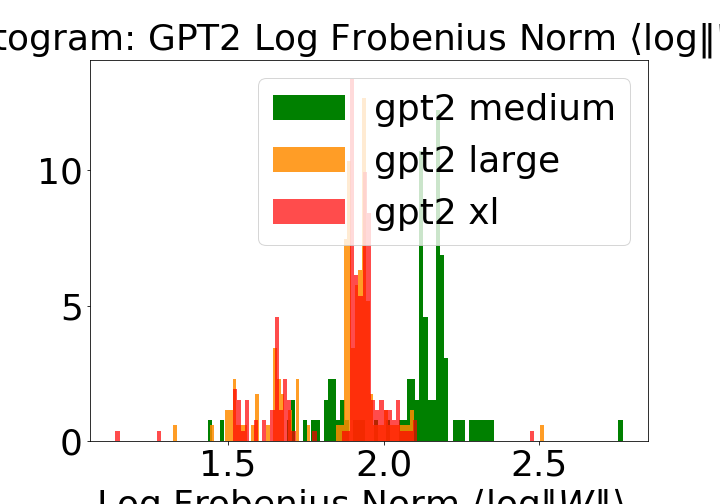 togram: GPT2 Log Frobenius Norm ⟨log‖
gpt2 medium
gpt2 large
gpt2 xl
10
5
0
1.5 2.0 2.5
Log Frobenius Norm ⟨log‖W‖⟩